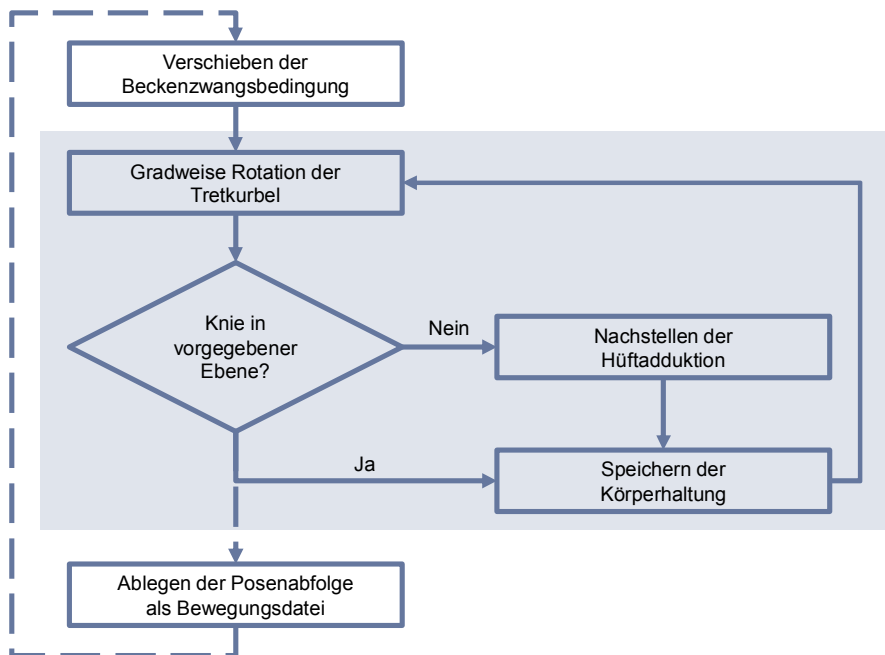 Verschieben der
Beckenzwangsbedingung
Gradweise Rotation der
Tretkurbel
Knie in
vorgegebener
Ebene?
Nein
Nachstellen der
Hüftadduktion
Ja
Speichern der
Körperhaltung
Ablegen der Posenabfolge
als Bewegungsdatei